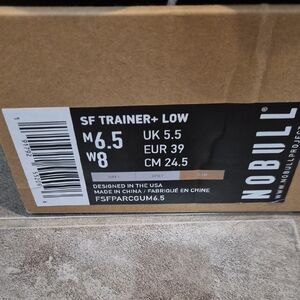 SF TRAINER+ LOW
M6.5
W8
UK 5.5
EUR 39
CM 24.5
DESIGNED IN THE USA
MADE IN CHINA / FABRIQUÉ EN CHINE
FSFPARCGUM6.5
NOBULL®